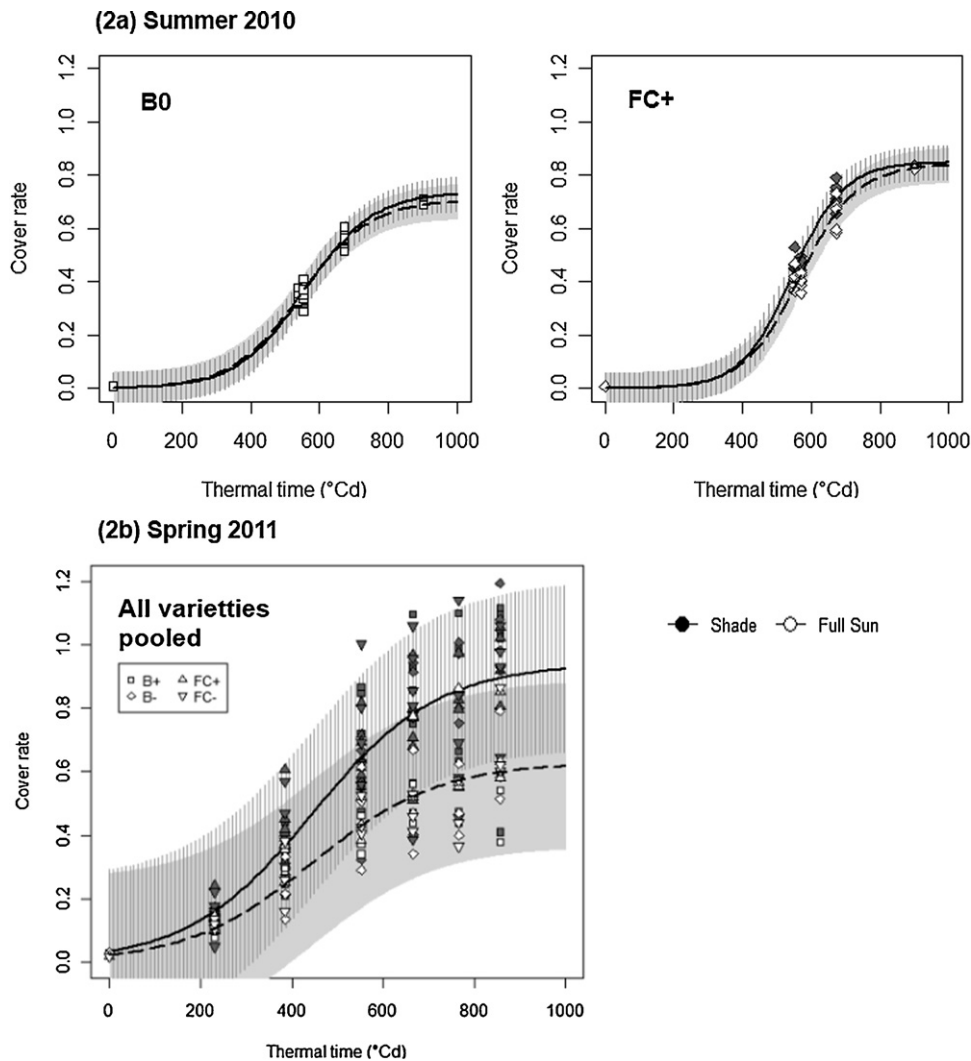 (2a) Summer 2010
B0
Cover rate
0.0 0.2 0.4 0.6 0.8 1.0 1.2
0 200 400 600 800 1000
Thermal time (°Cd)
FC+
Cover rate
0.0 0.2 0.4 0.6 0.8 1.0 1.2
0 200 400 600 800 1000
Thermal time (°Cd)
(2b) Spring 2011
All varietties
pooled
B+ FC+
B- FC-
Cover rate
0.0 0.2 0.4 0.6 0.8 1.0 1.2
0 200 400 600 800 1000
Thermal time (°Cd)
Shade Full Sun